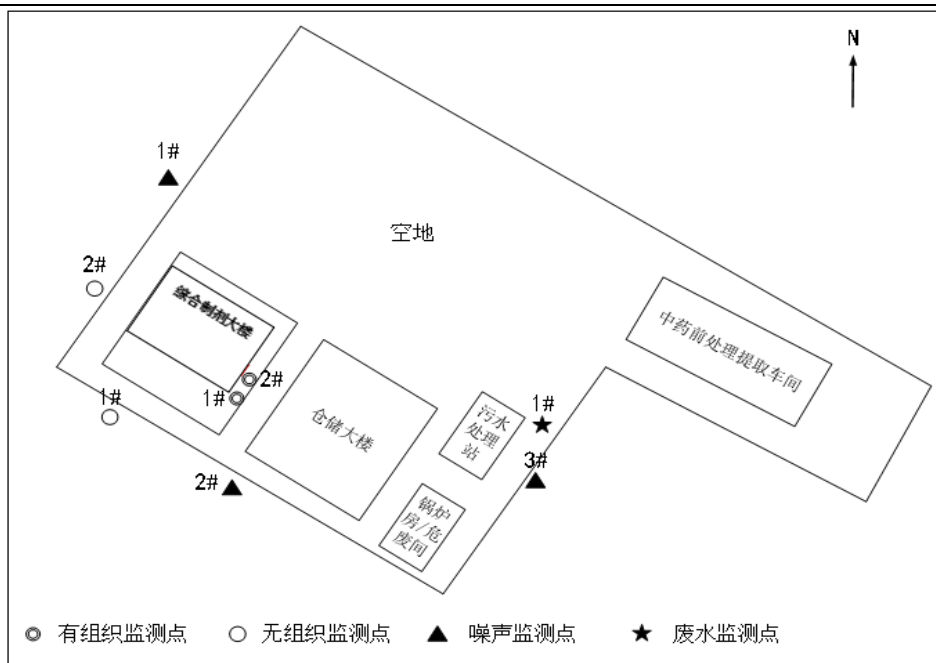 N
1#
空地
2#
综合制剂大楼
中药前处理提取车间
2#
1#
1#
仓储大楼
污水
处理
站
1#
3#
2#
锅炉
房/危
废间
有组织监测点
无组织监测点
噪声监测点
废水监测点